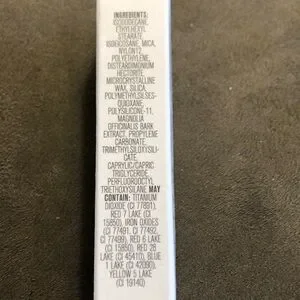 INGREDIENTS:
ISODODECANE,
ETHYLHEXYL
STEARATE,
ISOEICOSANE, MICA,
NYLON12,
POLYETHYLENE,
DISTEARDIMONIUM
HECTORITE,
MICROCRYSTALLINE
WAX, SILICA,
POLYMETHYLSILSES-
QUIOXANE,
POLYSILICONE-11,
MAGNOLIA
OFFICINALIS BARK
EXTRACT, PROPYLENE
CARBONATE,
TRIMETHYLSILOXYSILI-
CATE,
CAPRYLIC/CAPRIC
TRIGLYCERIDE,
PERFLUOROOCTYL
TRIETHOXYSILANE. MAY
CONTAIN: TITANIUM
DIOXIDE (CI 77891),
RED 7 LAKE (CI
15850), IRON OXIDES
(CI 77491, CI 77492,
CI 77499), RED 6 LAKE
(CI 15850), RED 28
LAKE (CI 45410), BLUE
1 LAKE (CI 42090),
YELLOW 5 LAKE
(CI 19140)